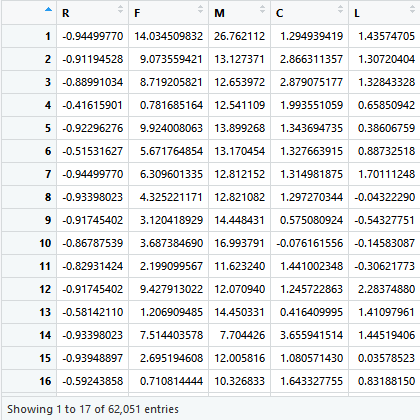 R F M C L
1 -0.94499770 14.034509832 26.762112 1.294939419 1.43574705
2 -0.91194528 9.073559421 13.127371 2.866311357 1.30720404
3 -0.88991034 8.719205821 12.653972 2.879075177 1.32843328
4 -0.41615901 0.781685164 12.541109 1.993551059 0.65850942
5 -0.92296276 9.924008063 13.899268 1.343694735 0.38606759
6 -0.51531627 5.671764854 13.170454 1.327663915 0.88732518
7 -0.94499770 6.309601335 12.812152 1.314981875 1.70111248
8 -0.93398023 4.325221171 12.821082 1.297270344 -0.04322290
9 -0.91745402 3.120418929 14.448431 0.575080924 -0.54327751
10 -0.86787539 3.687384690 16.993791 -0.076161556 -0.14583087
11 -0.82931424 2.199099567 11.623240 1.441002348 -0.30621773
12 -0.91745402 9.427913022 12.070940 1.245722863 2.28374880
13 -0.58142110 1.206909485 14.450331 0.416409995 1.41097961
14 -0.93398023 7.514403578 7.704426 3.655941514 1.44519406
15 -0.93948897 2.695194608 12.005816 1.080571430 0.03578523
16 -0.59243858 0.710814444 10.326833 1.643327755 0.83188150
Showing 1 to 17 of 62,051 entries